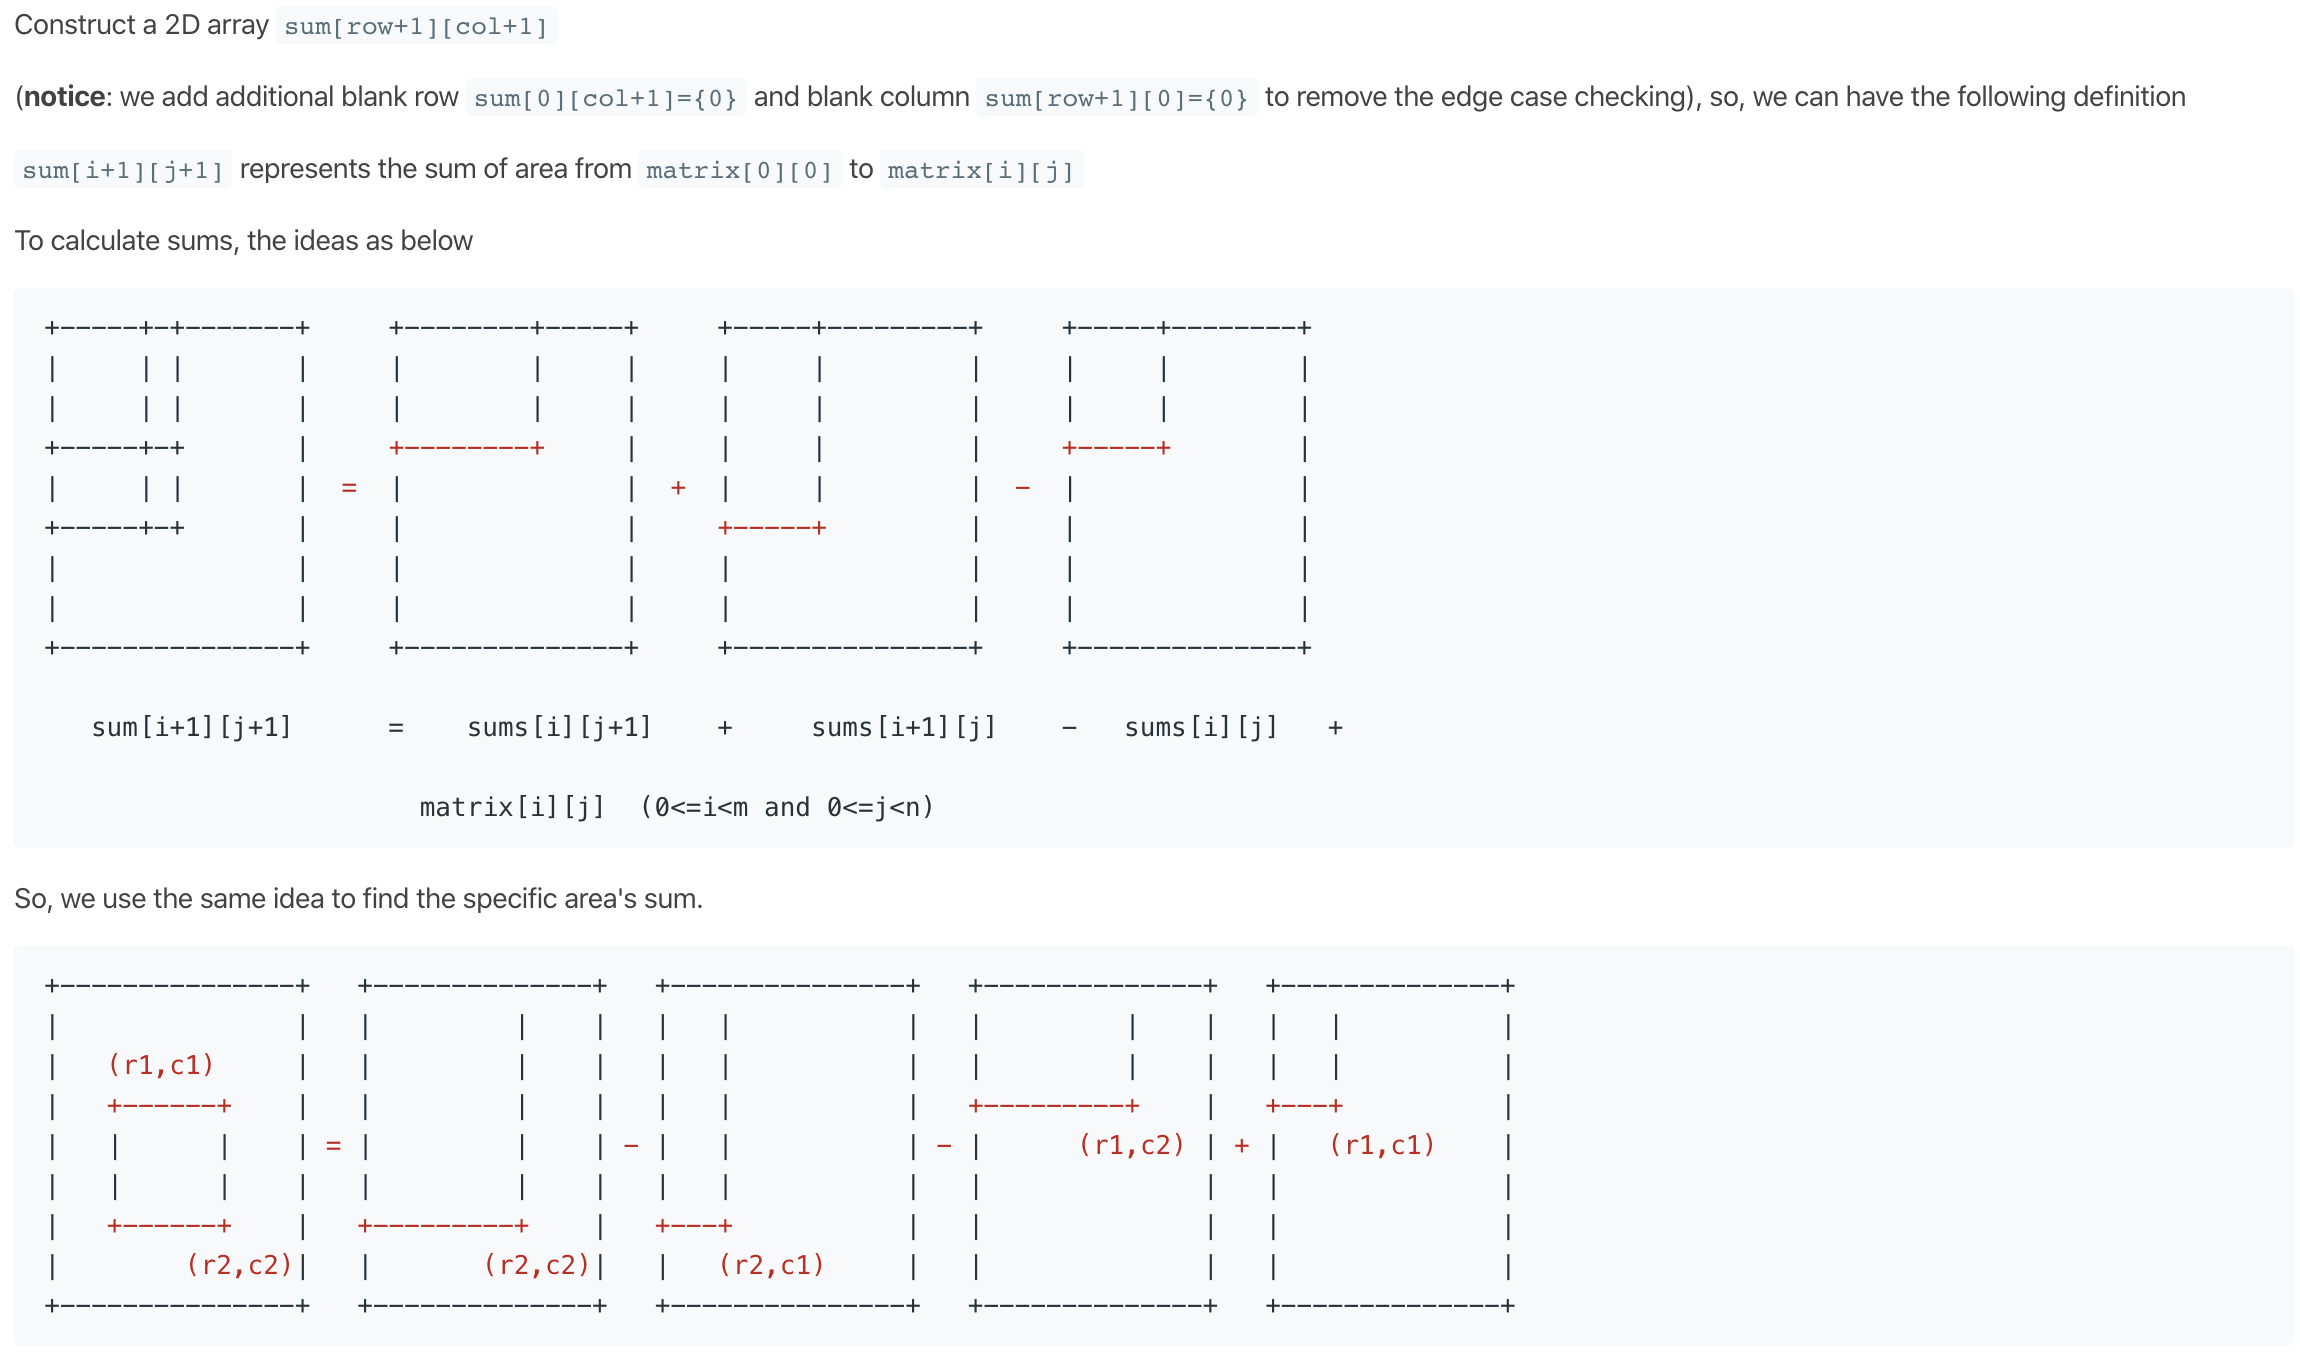 Construct a 2D array sum[row+1][col+1]
(notice: we add additional blank row sum[0][col+1]={0} and blank column sum[row+1][0]={0} to remove the edge case checking), so, we can have the following definition
sum[i+1][j+1] represents the sum of area from matrix[0][0] to matrix[i][j]
To calculate sums, the ideas as below
+-----+-+-------+     +--------+-----+     +-----+---------+     +-----+--------+
|     | |       |     |        |     |     |     |         |     |     |        |
|     | |       |     |        |     |     |     |         |     |     |        |
+-----+-+       |     +--------+     |     |     |         |     +-----+        |
|     | |       |  =  |              |  +  |     |         |  -  |              |
+-----+-+       |     |              |     +-----+         |     |              |
|               |     |              |     |               |     |              |
|               |     |              |     |               |     |              |
+---------------+     +--------------+     +---------------+     +--------------+
   sum[i+1][j+1]      =    sums[i][j+1]    +     sums[i+1][j]    -   sums[i][j]   +
                        matrix[i][j]  (0<=i<m and 0<=j<n)
So, we use the same idea to find the specific area's sum.
+---------------+   +--------------+   +---------------+   +--------------+   +--------------+
|               |   |         |    |   |   |           |   |         |    |   |   |          |
|   (r1,c1)     |   |         |    |   |   |           |   |         |    |   |   |          |
|   +------+    |   |         |    |   |   |           |   +---------+    |   +---+          |
|   |      |    | = |         |    | - |   |           | - |      (r1,c2) | + |   (r1,c1)    |
|   |      |    |   |         |    |   |   |           |   |              |   |              |
|   +------+    |   +---------+    |   +---+           |   |              |   |              |
|        (r2,c2)|   |       (r2,c2)|   |   (r2,c1)     |   |              |   |              |
+---------------+   +--------------+   +---------------+   +--------------+   +--------------+